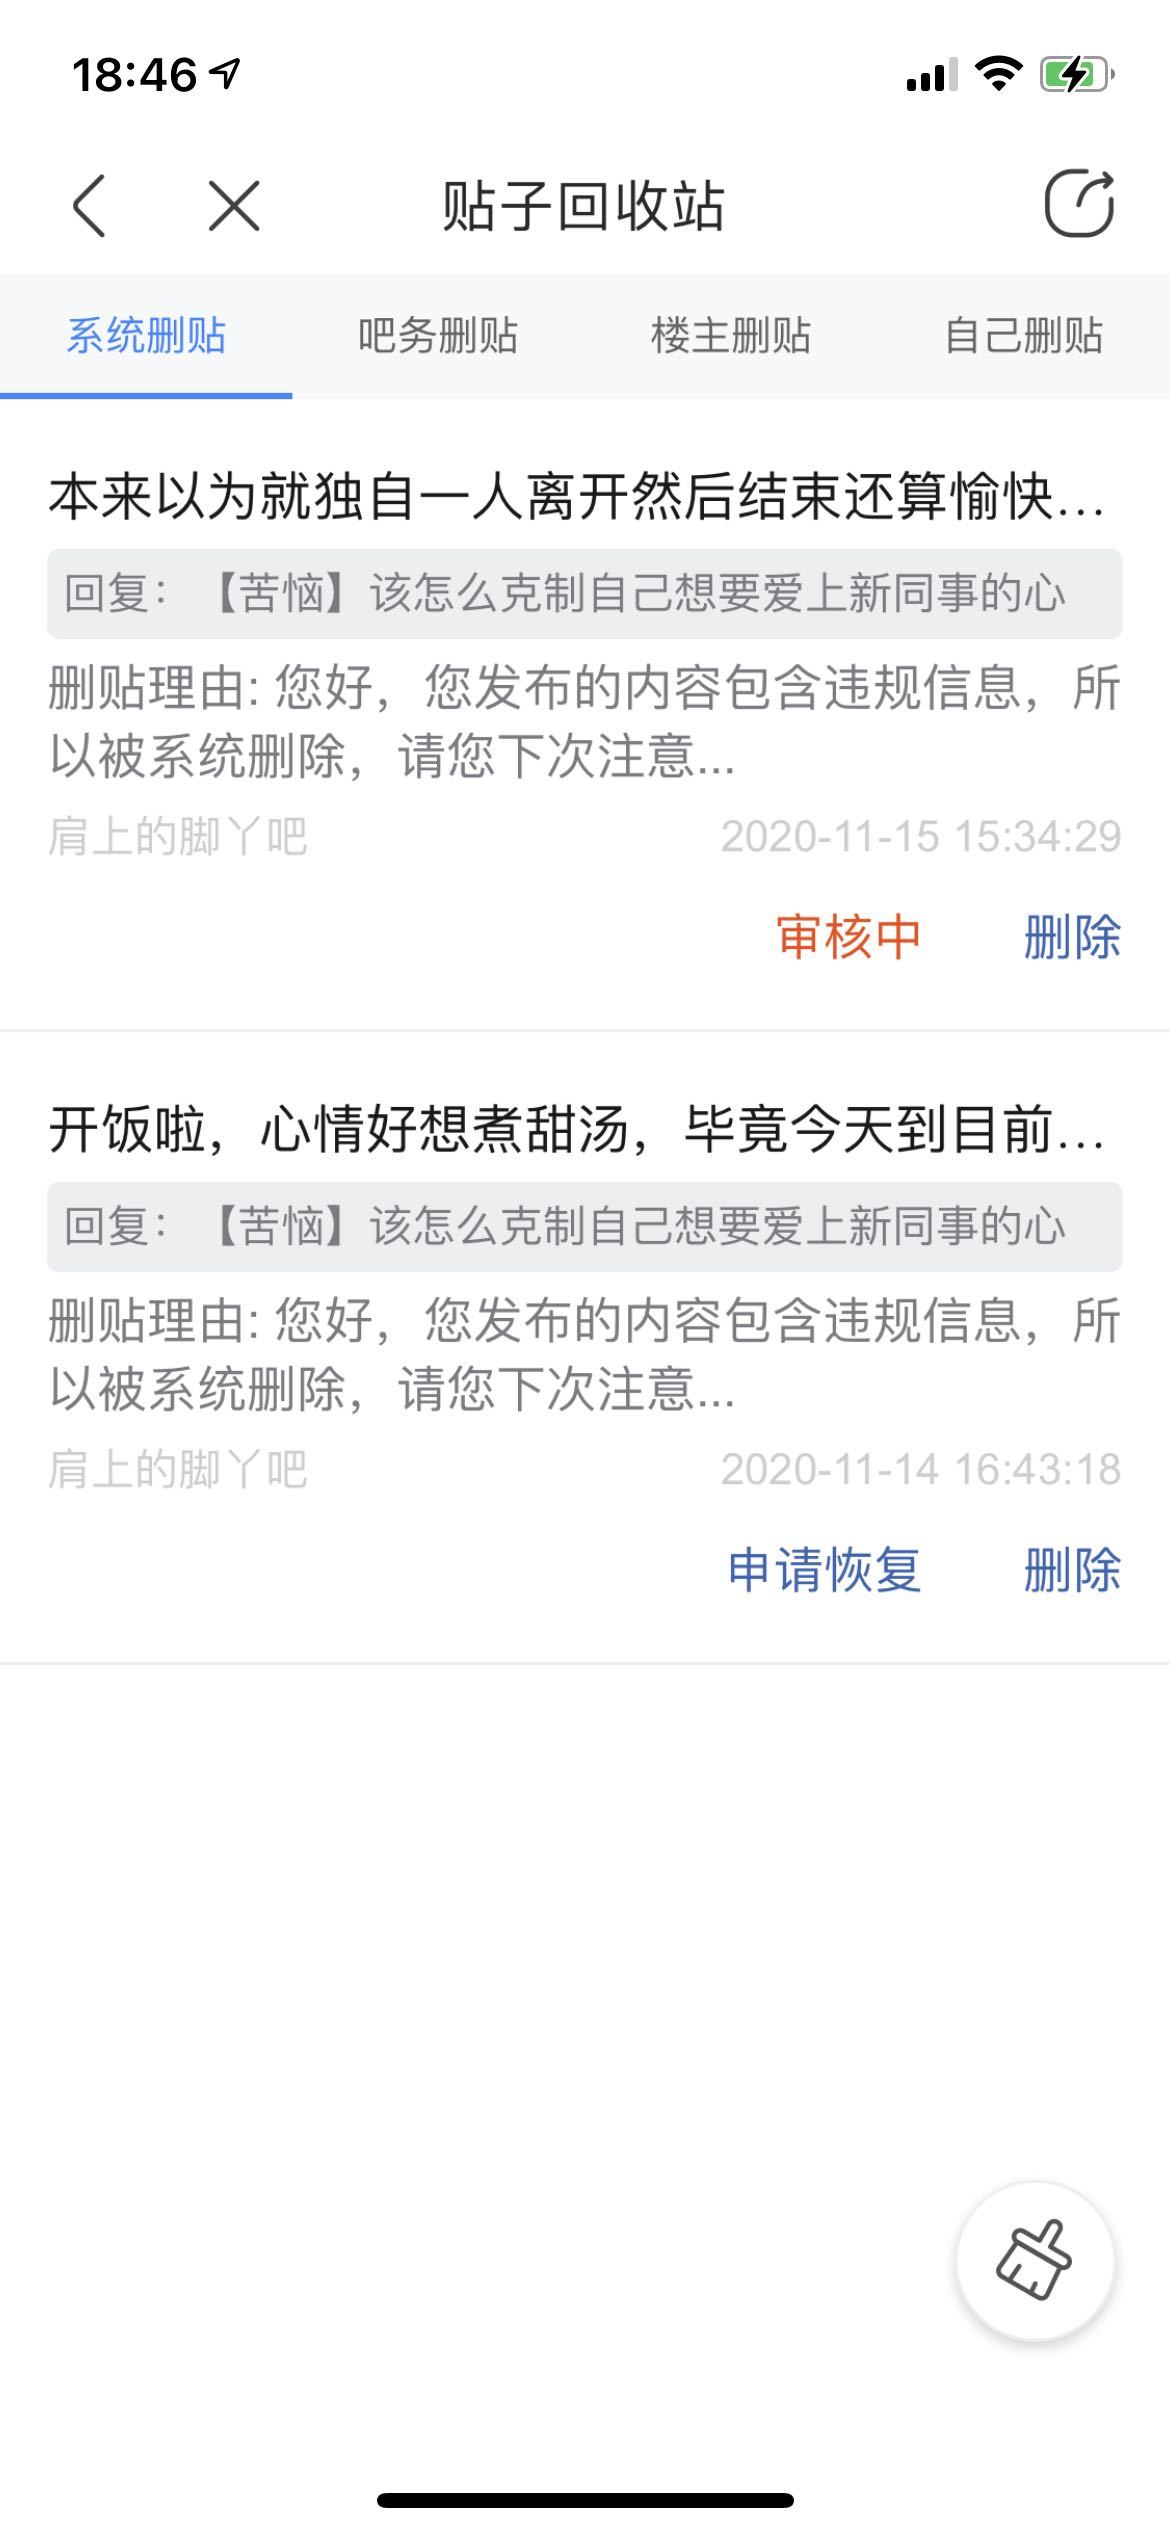 18:46
贴子回收站
系统删贴 吧务删贴 楼主删贴 自己删贴
本来以为就独自一人离开然后结束还算愉快...
回复：【苦恼】该怎么克制自己想要爱上新同事的心
删贴理由: 您好，您发布的内容包含违规信息，所
以被系统删除，请您下次注意...
肩上的脚丫吧 2020-11-15 15:34:29
审核中 删除
开饭啦，心情好想煮甜汤，毕竟今天到目前...
回复：【苦恼】该怎么克制自己想要爱上新同事的心
删贴理由: 您好，您发布的内容包含违规信息，所
以被系统删除，请您下次注意...
肩上的脚丫吧 2020-11-14 16:43:18
申请恢复 删除